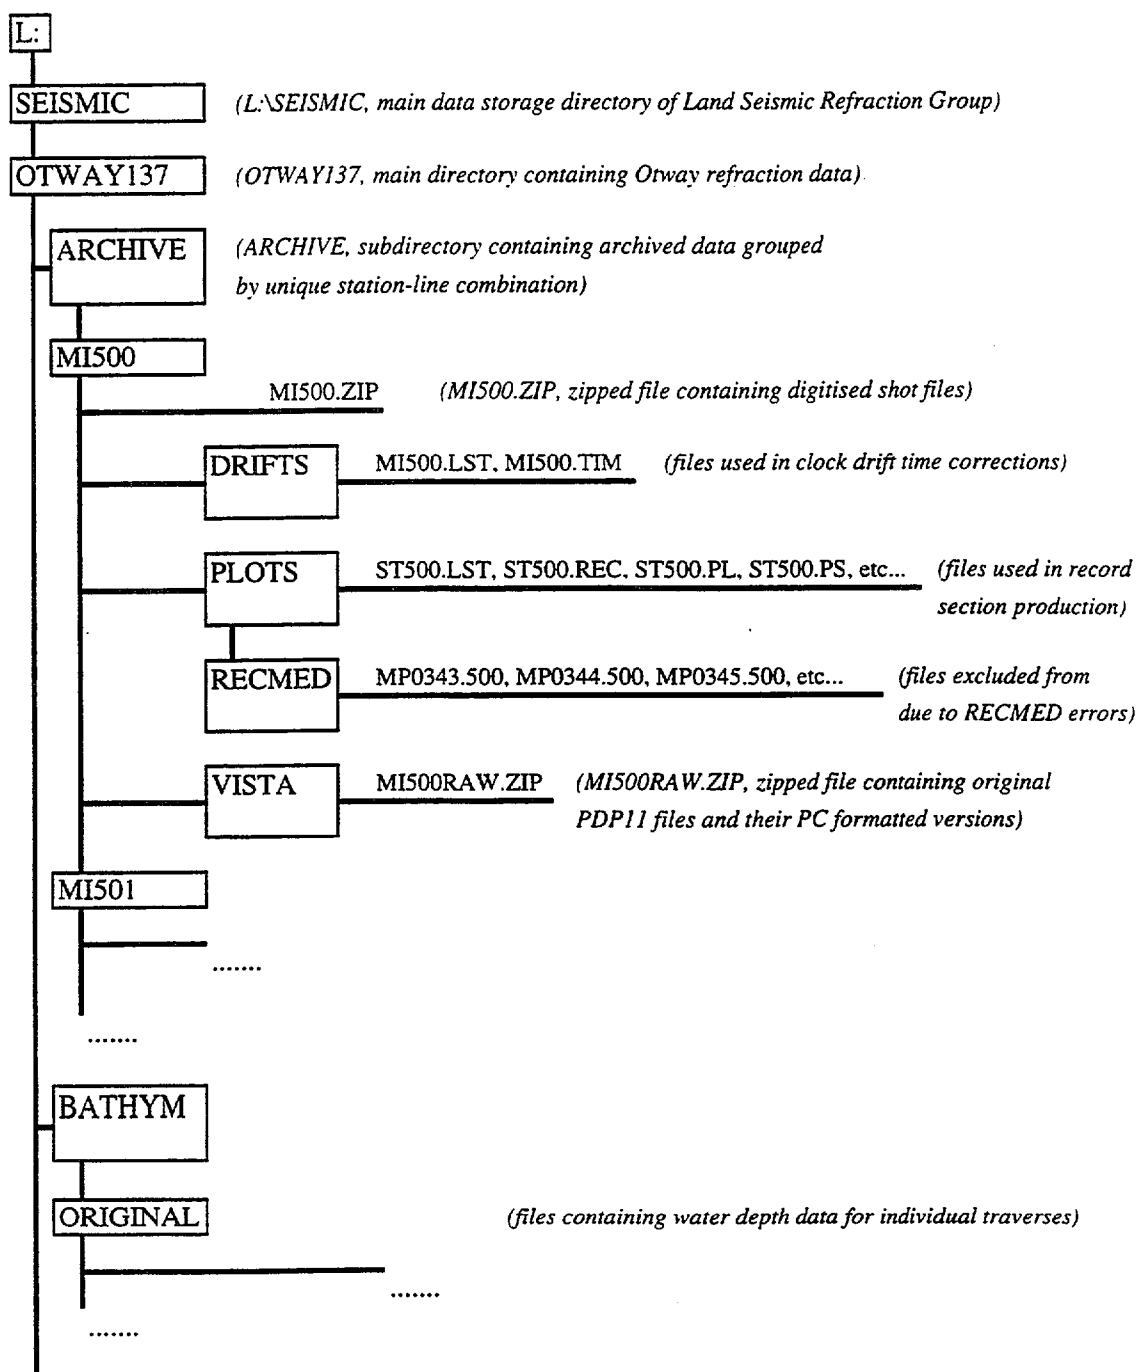 L:
SEISMIC (L:\SEISMIC, main data storage directory of Land Seismic Refraction Group)
OTWAY137 (OTWAY137, main directory containing Otway refraction data)
ARCHIVE (ARCHIVE, subdirectory containing archived data grouped
by unique station-line combination)
MI500
MI500.ZIP (MI500.ZIP, zipped file containing digitised shot files)
DRIFTS MI500.LST, MI500.TIM (files used in clock drift time corrections)
PLOTS ST500.LST, ST500.REC, ST500.PL, ST500.PS, etc... (files used in record
section production)
RECMED MP0343.500, MP0344.500, MP0345.500, etc... (files excluded from
due to RECMED errors)
VISTA MI500RAW.ZIP (MI500RAW.ZIP, zipped file containing original
PDP11 files and their PC formatted versions)
MI501
.......
.......
BATHYM
ORIGINAL (files containing water depth data for individual traverses)
.......
.......